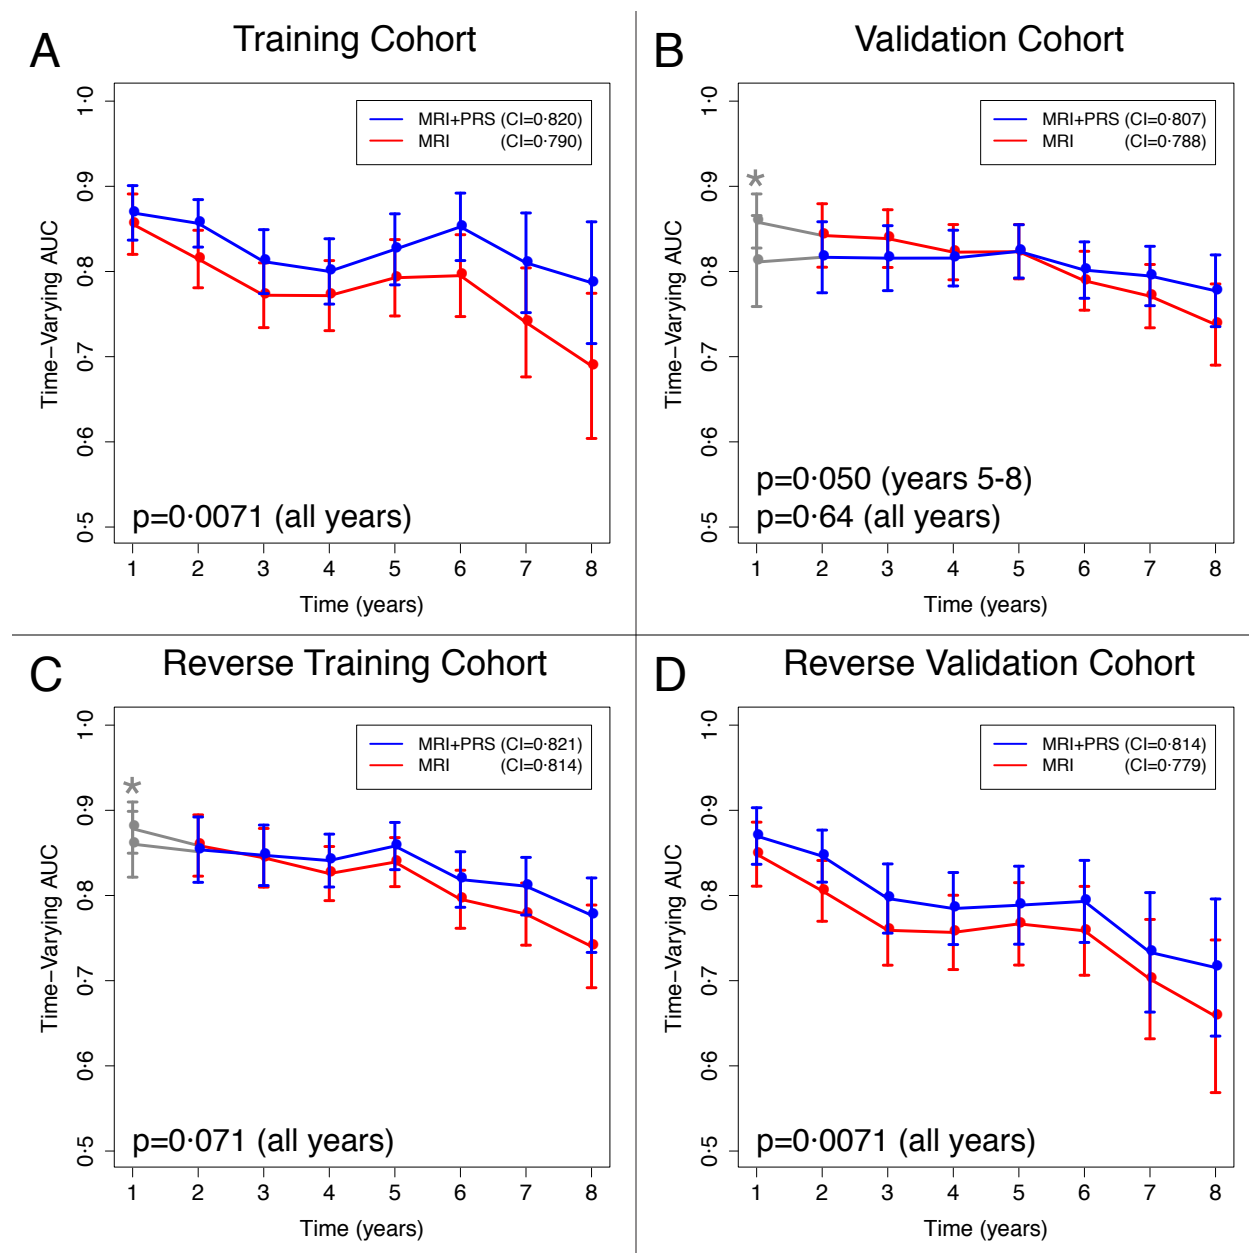 A
Training Cohort
1·0
0·9
0·8
0·7
0·6
0·5
Time−Varying AUC
MRI+PRS (CI=0·820)
MRI (CI=0·790)
p=0·0071 (all years)
1 2 3 4 5 6 7 8
Time (years)
B
Validation Cohort
1·0
0·9
0·8
0·7
0·6
0·5
Time−Varying AUC
MRI+PRS (CI=0·807)
MRI (CI=0·788)
*
p=0·050 (years 5-8)
p=0·64 (all years)
1 2 3 4 5 6 7 8
Time (years)
C
Reverse Training Cohort
1·0
0·9
0·8
0·7
0·6
0·5
Time−Varying AUC
MRI+PRS (CI=0·821)
MRI (CI=0·814)
*
p=0·071 (all years)
1 2 3 4 5 6 7 8
Time (years)
D
Reverse Validation Cohort
1·0
0·9
0·8
0·7
0·6
0·5
Time−Varying AUC
MRI+PRS (CI=0·814)
MRI (CI=0·779)
p=0·0071 (all years)
1 2 3 4 5 6 7 8
Time (years)